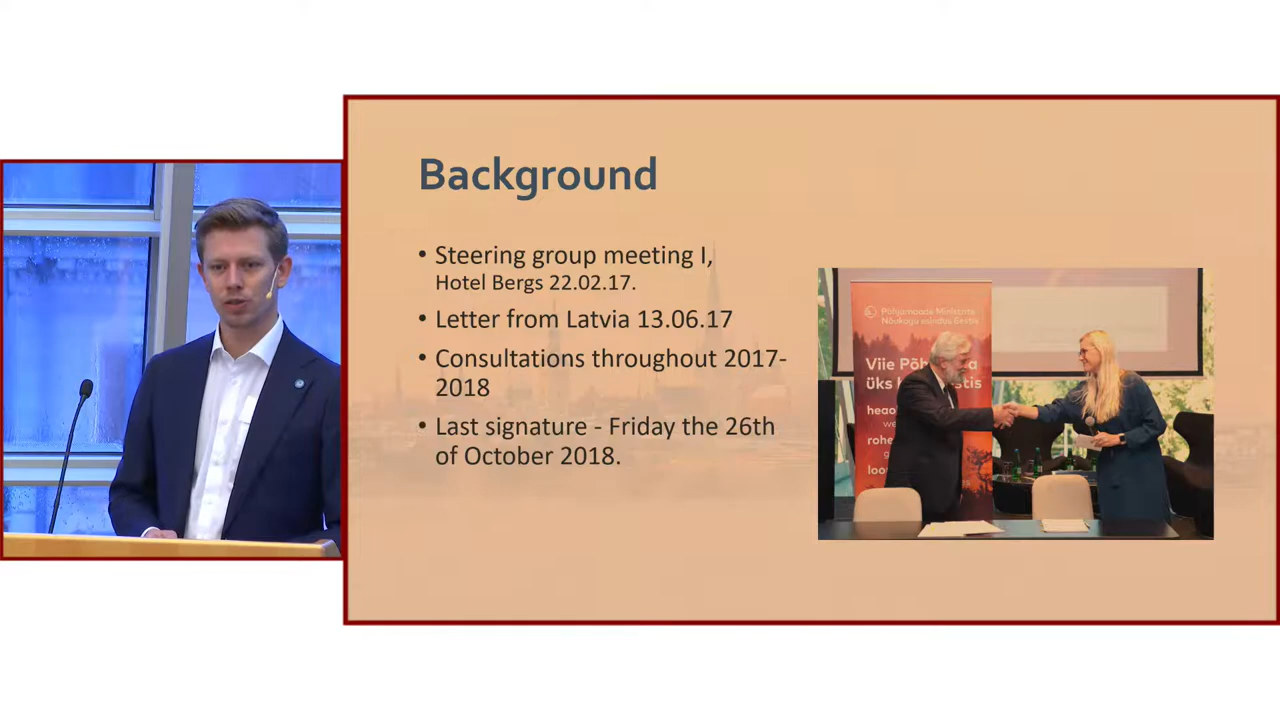 Background
• Steering group meeting I,
Hotel Bergs 22.02.17.
• Letter from Latvia 13.06.17
• Consultations throughout 2017-
2018
• Last signature - Friday the 26th
of October 2018.
Põhjamaade Ministrite
Nõukogu esindus Eestis
Viie Põh
üks k